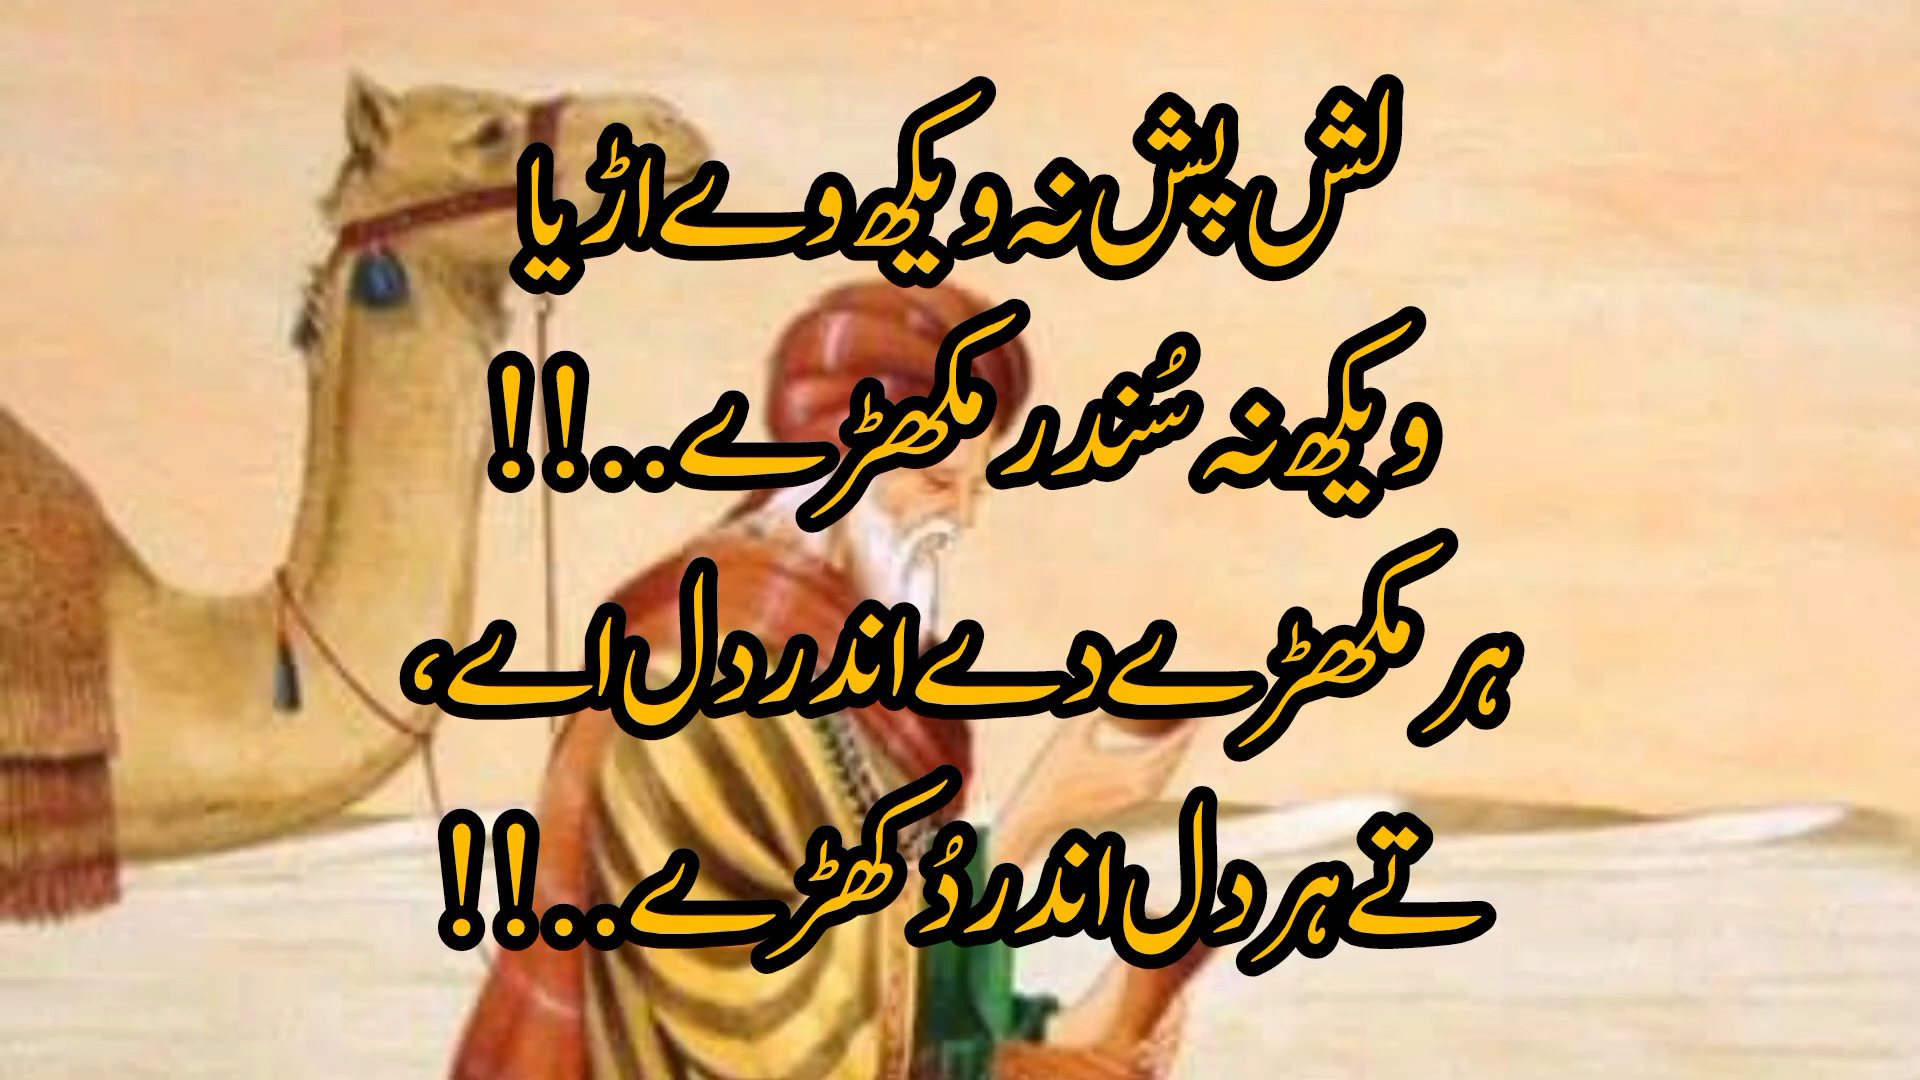 لش پش نہ ویکھ وے اڑیا
ویکھ نہ سُندر مکھڑے..!!
ہر مکھڑے دے اندر دل اے،
تے ہر دل اندر دُکھڑے..!!